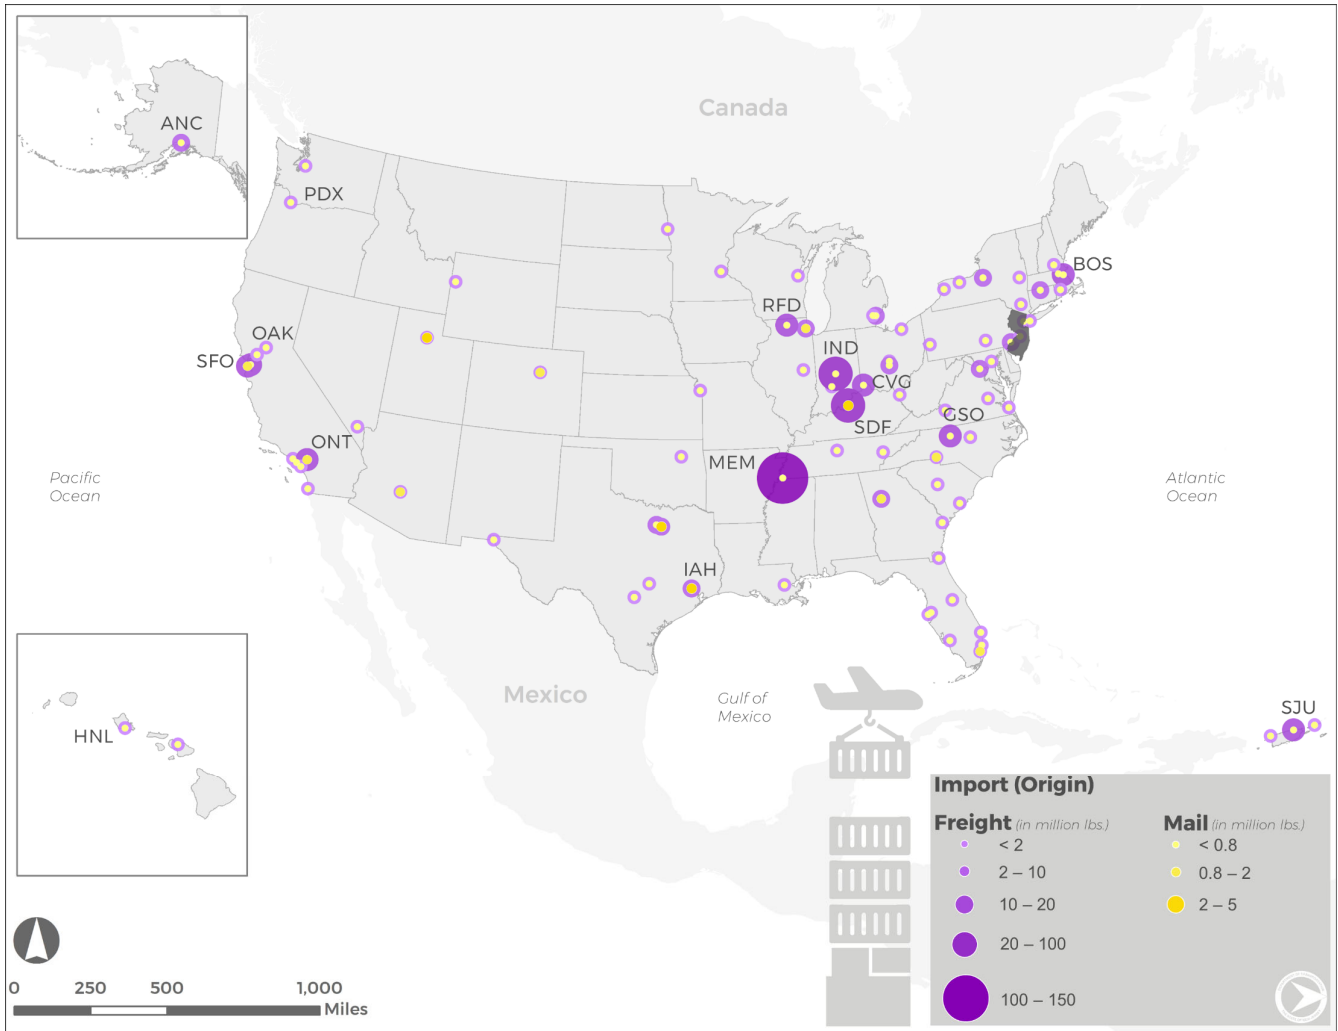 Canada
ANC
PDX
BOS
RFD
OAK
IND
SFO
CVG
GSO
ONT
SDF
MEM
Pacific
Ocean
Atlantic
Ocean
IAH
Mexico
Gulf of
Mexico
SJU
HNL
Import (Origin)
Freight (in million lbs.)
< 2
2 – 10
10 – 20
20 – 100
100 – 150
Mail (in million lbs.)
< 0.8
0.8 – 2
2 – 5
0 250 500 1,000
Miles